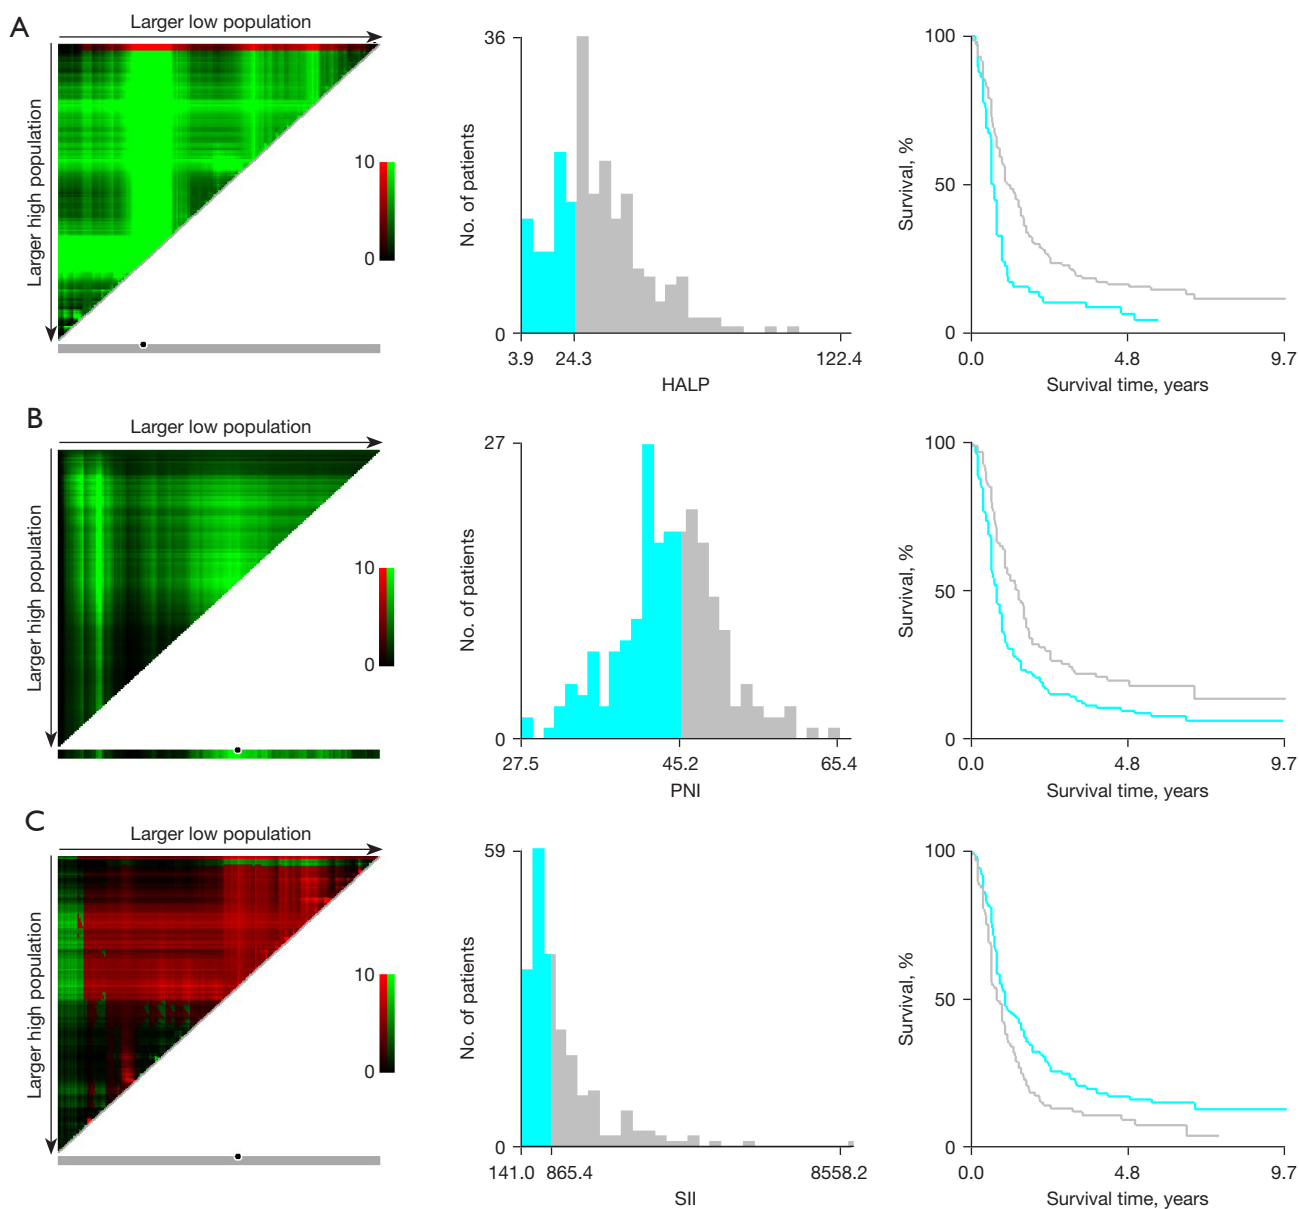 A
Larger low population
Larger high population
10
0
36
No. of patients
0
3.9
24.3
122.4
HALP
100
Survival, %
50
0
0.0
4.8
9.7
Survival time, years
B
Larger low population
Larger high population
10
0
27
No. of patients
0
27.5
45.2
65.4
PNI
100
Survival, %
50
0
0.0
4.8
9.7
Survival time, years
C
Larger low population
Larger high population
10
0
59
No. of patients
0
141.0
865.4
8558.2
SII
100
Survival, %
50
0
0.0
4.8
9.7
Survival time, years